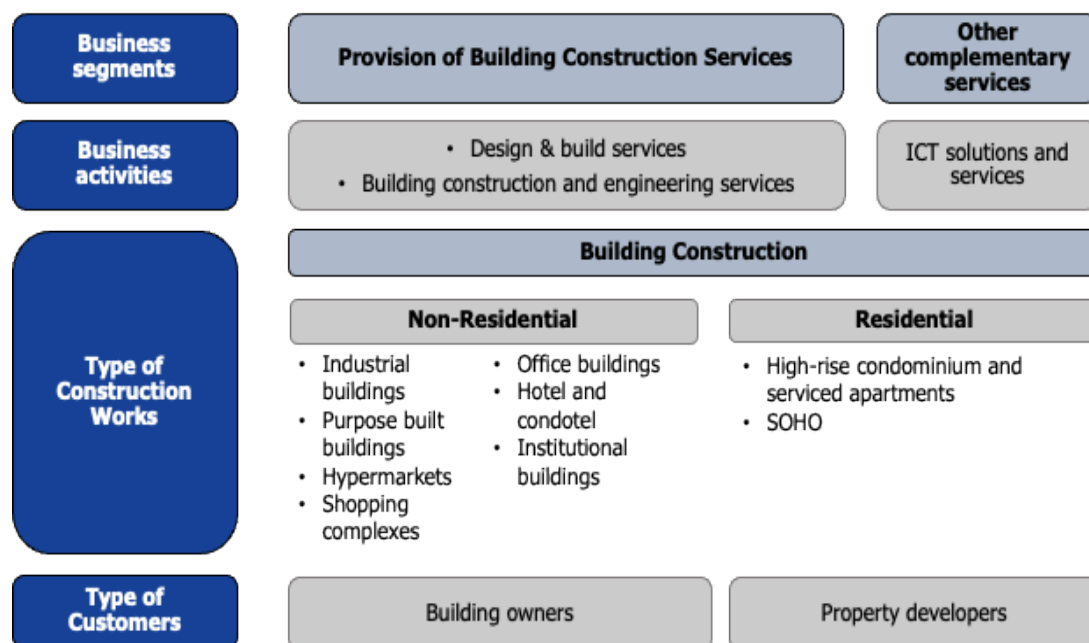 Business
segments
Provision of Building Construction Services
Other
complementary
services
Business
activities
• Design & build services
• Building construction and engineering services
ICT solutions and
services
Type of
Construction
Works
Building Construction
Non-Residential
• Industrial
buildings
• Purpose built
buildings
• Hypermarkets
• Shopping
complexes
• Office buildings
• Hotel and
condotel
• Institutional
buildings
Residential
• High-rise condominium and
serviced apartments
• SOHO
Type of
Customers
Building owners
Property developers